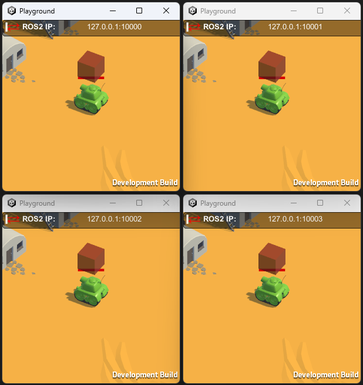 Playground
ROS2 IP: 127.0.0.1:10000
Development Build
Playground
ROS2 IP: 127.0.0.1:10001
Development Build
Playground
ROS2 IP: 127.0.0.1:10002
Development Build
Playground
ROS2 IP: 127.0.0.1:10003
Development Build